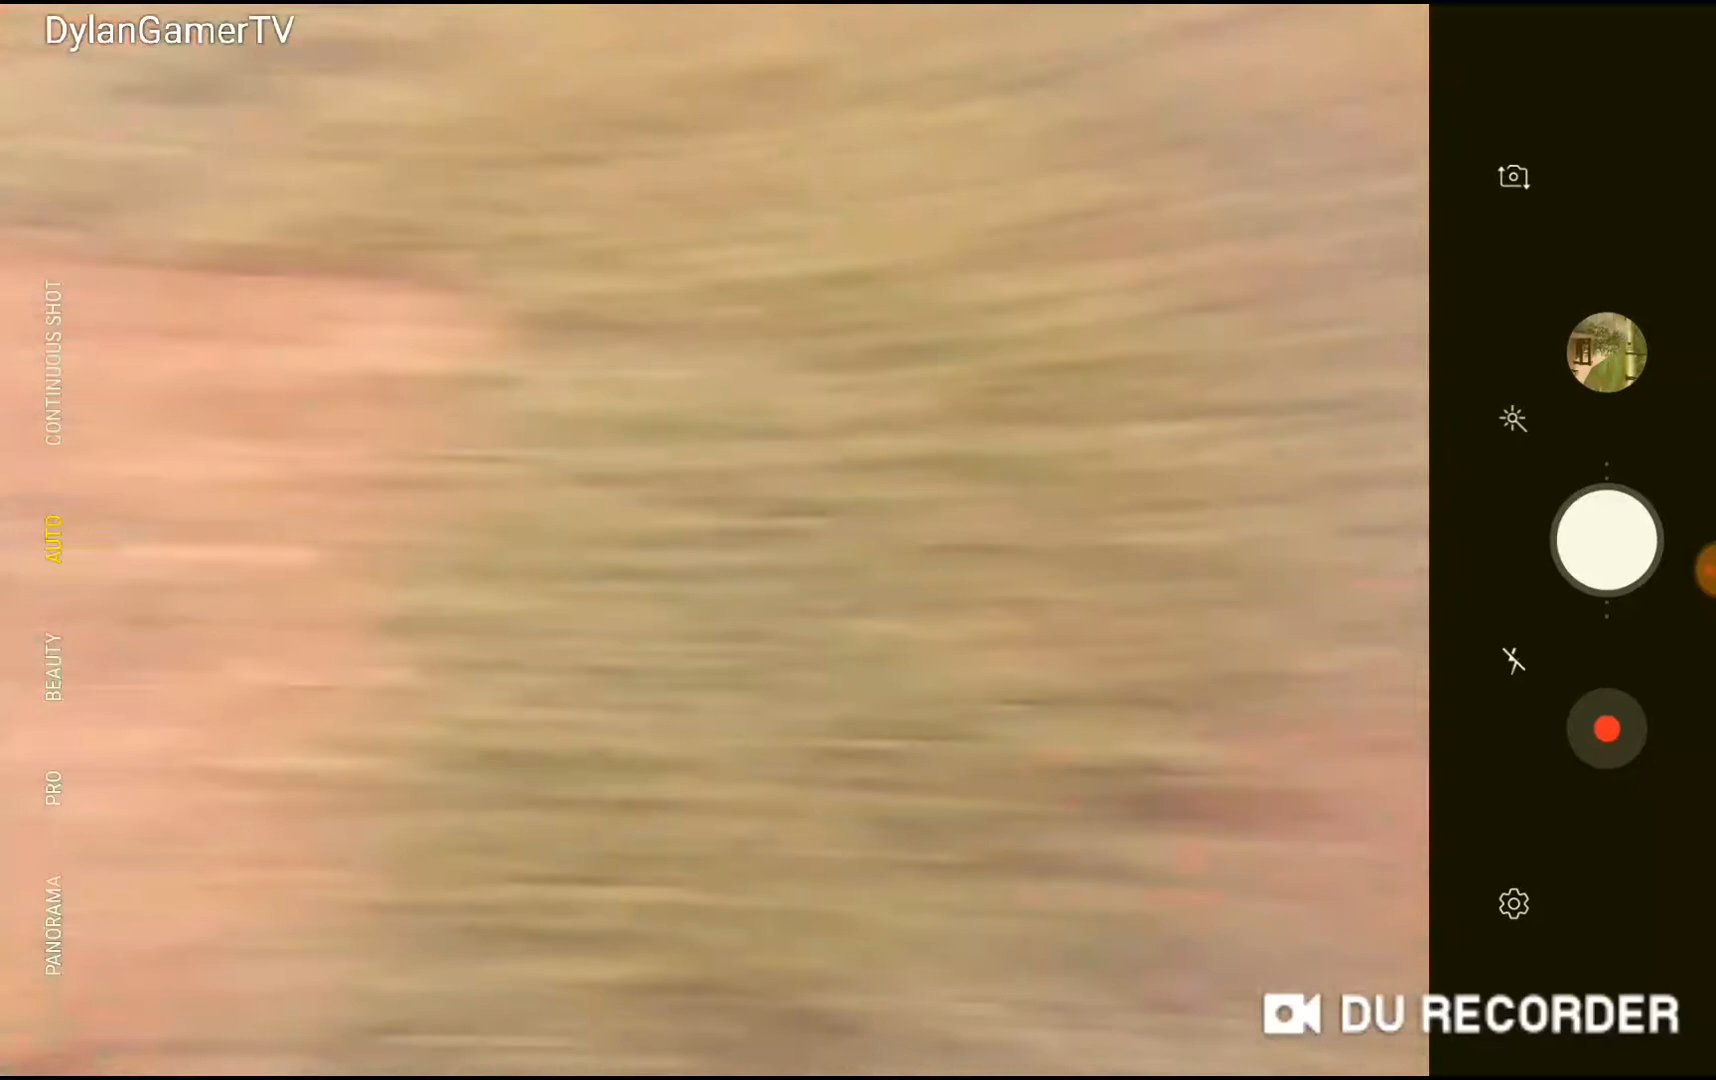 DylanGamerTV
CONTINUOUS SHOT
AUTO
BEAUTY
PRO
PANORAMA
DU RECORDER